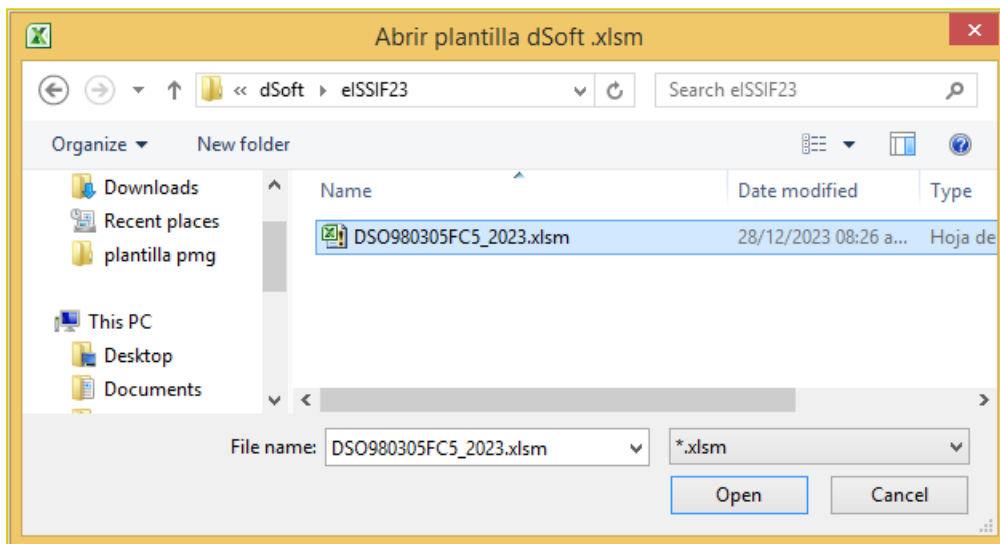 Abrir plantilla dSoft .xlsm
« dSoft eISSIF23
Search eISSIF23
Organize New folder
Downloads
Recent places
plantilla pmg
This PC
Desktop
Documents
Name Date modified Type
DSO980305FC5_2023.xlsm 28/12/2023 08:26 a... Hoja de
File name: DSO980305FC5_2023.xlsm *.xlsm
Open Cancel